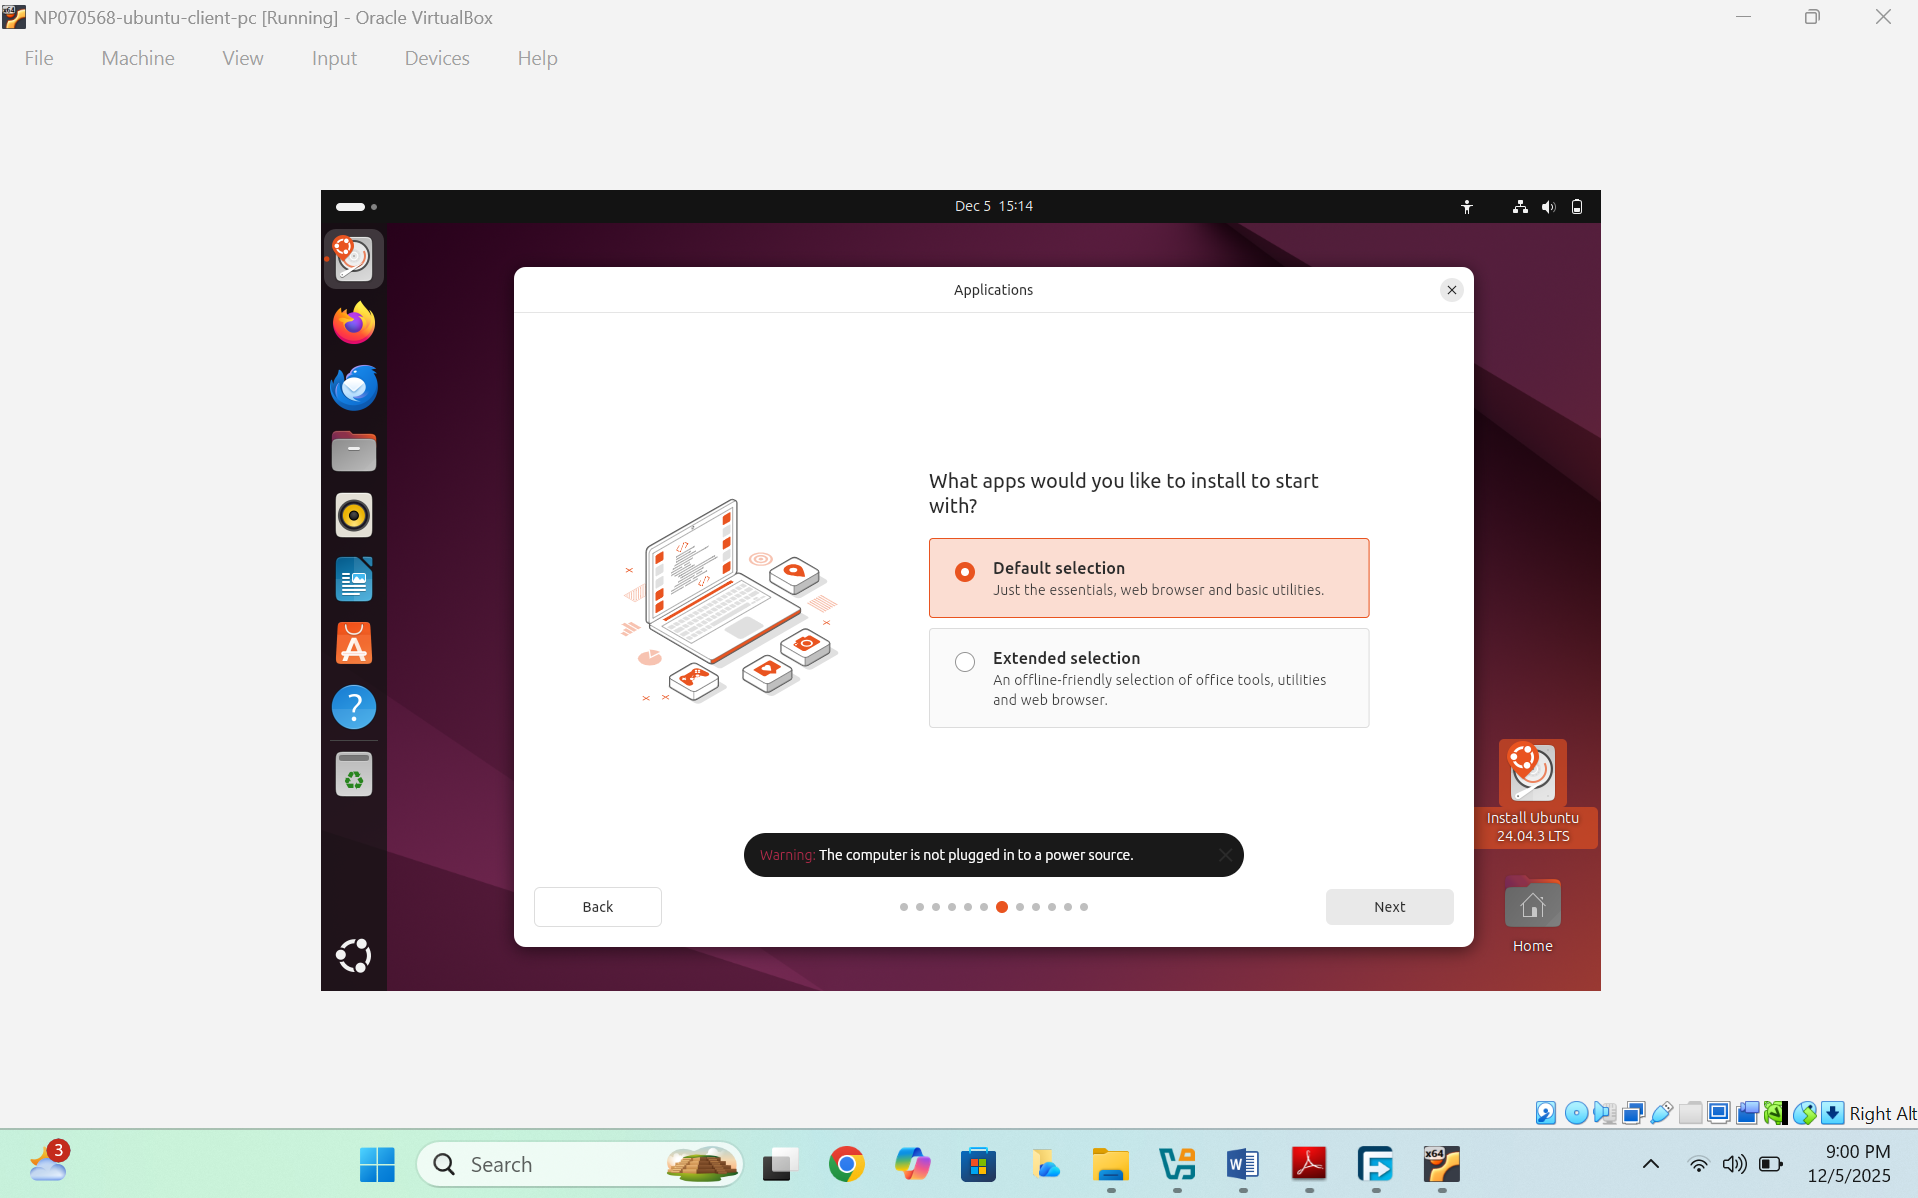 NP070568-ubuntu-client-pc [Running] - Oracle VirtualBox
File Machine View Input Devices Help
Dec 5 15:14
Applications
What apps would you like to install to start
with?
Default selection
Just the essentials, web browser and basic utilities.
Extended selection
An offline-friendly selection of office tools, utilities
and web browser.
Install Ubuntu
24.04.3 LTS
Warning: The computer is not plugged in to a power source.
Back
Next
Home
Right Alt
3
Search
x64
9:00 PM
12/5/2025